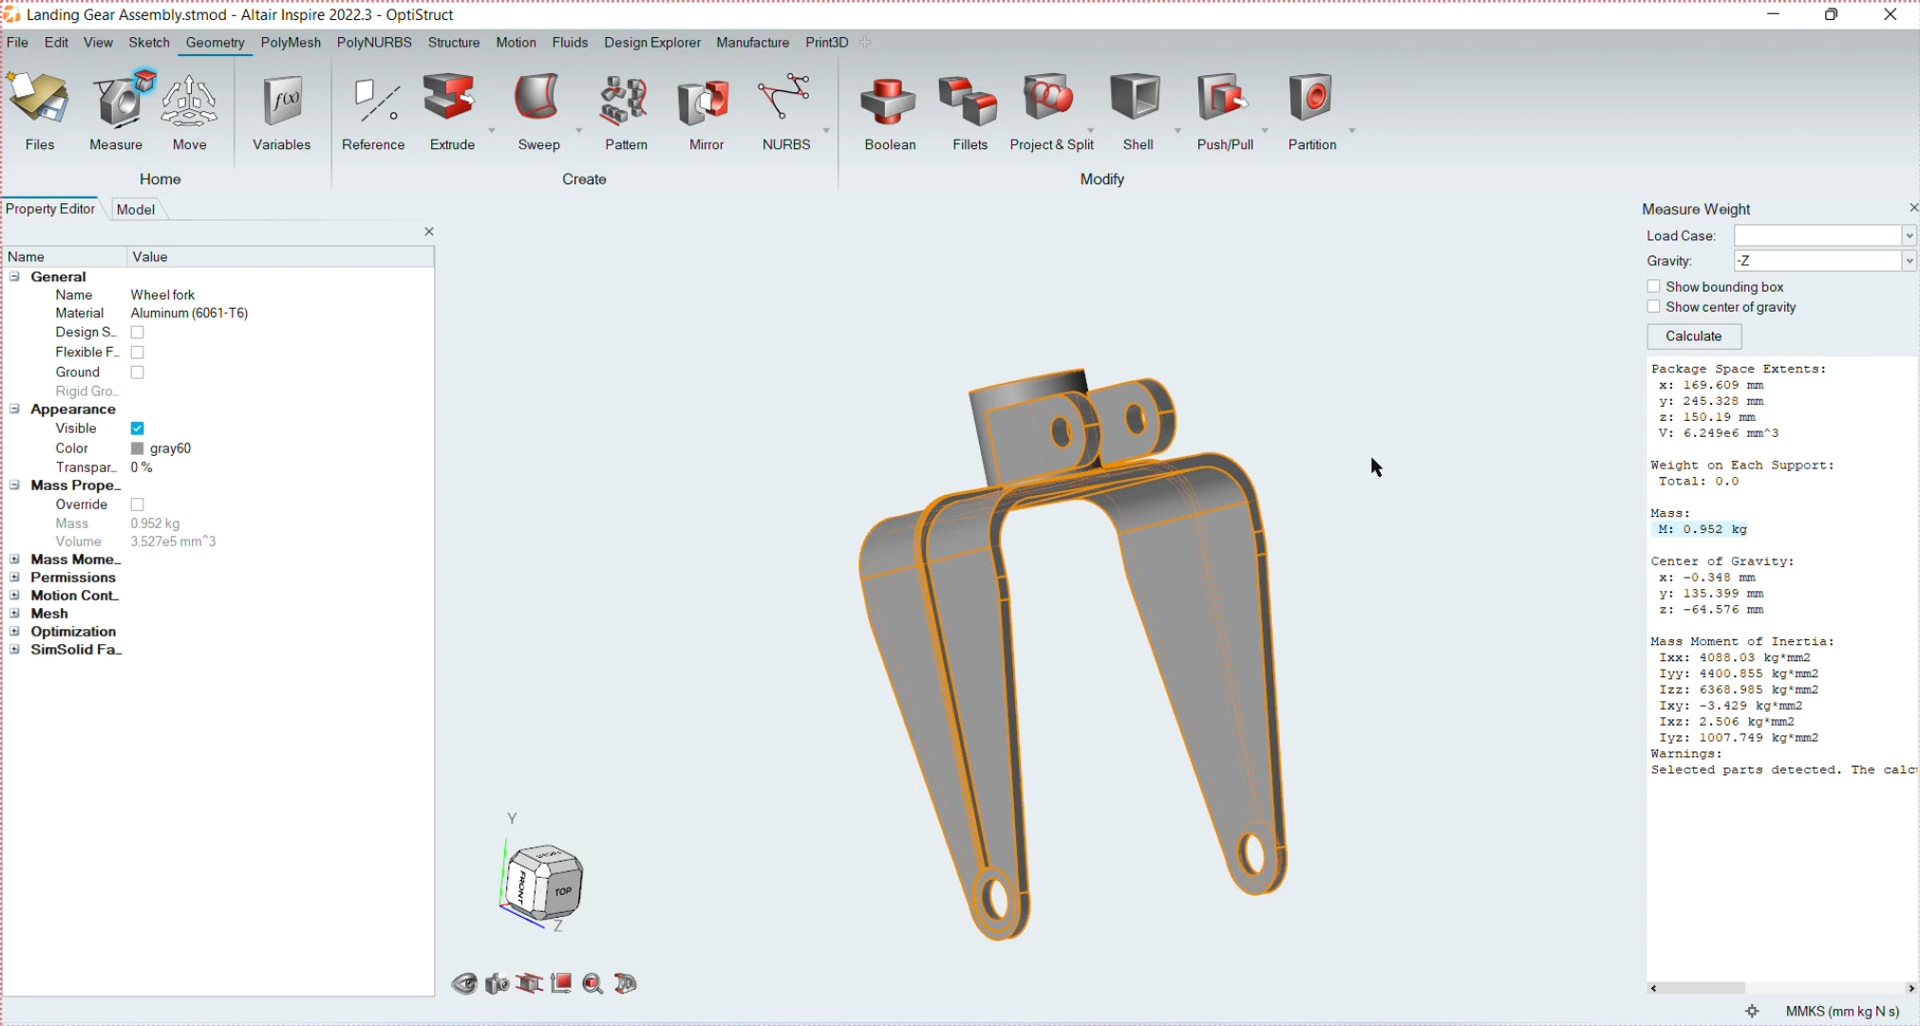 Landing Gear Assembly.stmod - Altair Inspire 2022.3 - OptiStruct
File Edit View Sketch Geometry PolyMesh PolyNURBS Structure Motion Fluids Design Explorer Manufacture Print3D
f(x)
Files Measure Move Variables Reference Extrude Sweep Pattern Mirror NURBS Boolean Fillets Project & Split Shell Push/Pull Partition
Home Create Modify
Property Editor Model
Name Value
General
Name Wheel fork
Material Aluminum (6061-T6)
Design S..
Flexible F..
Ground
Rigid Gro..
Appearance
Visible
Color gray60
Transpar.. 0 %
Mass Prope..
Override
Mass 0.952 kg
Volume 3.527e5 mm^3
Mass Mome..
Permissions
Motion Cont..
Mesh
Optimization
SimSolid Fa..
Y
FRONT
TOP
Z
Measure Weight
Load Case:
Gravity: -Z
Show bounding box
Show center of gravity
Calculate
Package Space Extents:
x: 169.609 mm
y: 245.328 mm
z: 150.19 mm
V: 6.249e6 mm^3
Weight on Each Support:
Total: 0.0
Mass:
M: 0.952 kg
Center of Gravity:
x: -0.348 mm
y: 135.399 mm
z: -64.576 mm
Mass Moment of Inertia:
Ixx: 4088.03 kg*mm2
Iyy: 4400.855 kg*mm2
Izz: 6368.985 kg*mm2
Ixy: -3.429 kg*mm2
Ixz: 2.506 kg*mm2
Iyz: 1007.749 kg*mm2
Warnings:
Selected parts detected. The calc
MMKS (mm kg N s)